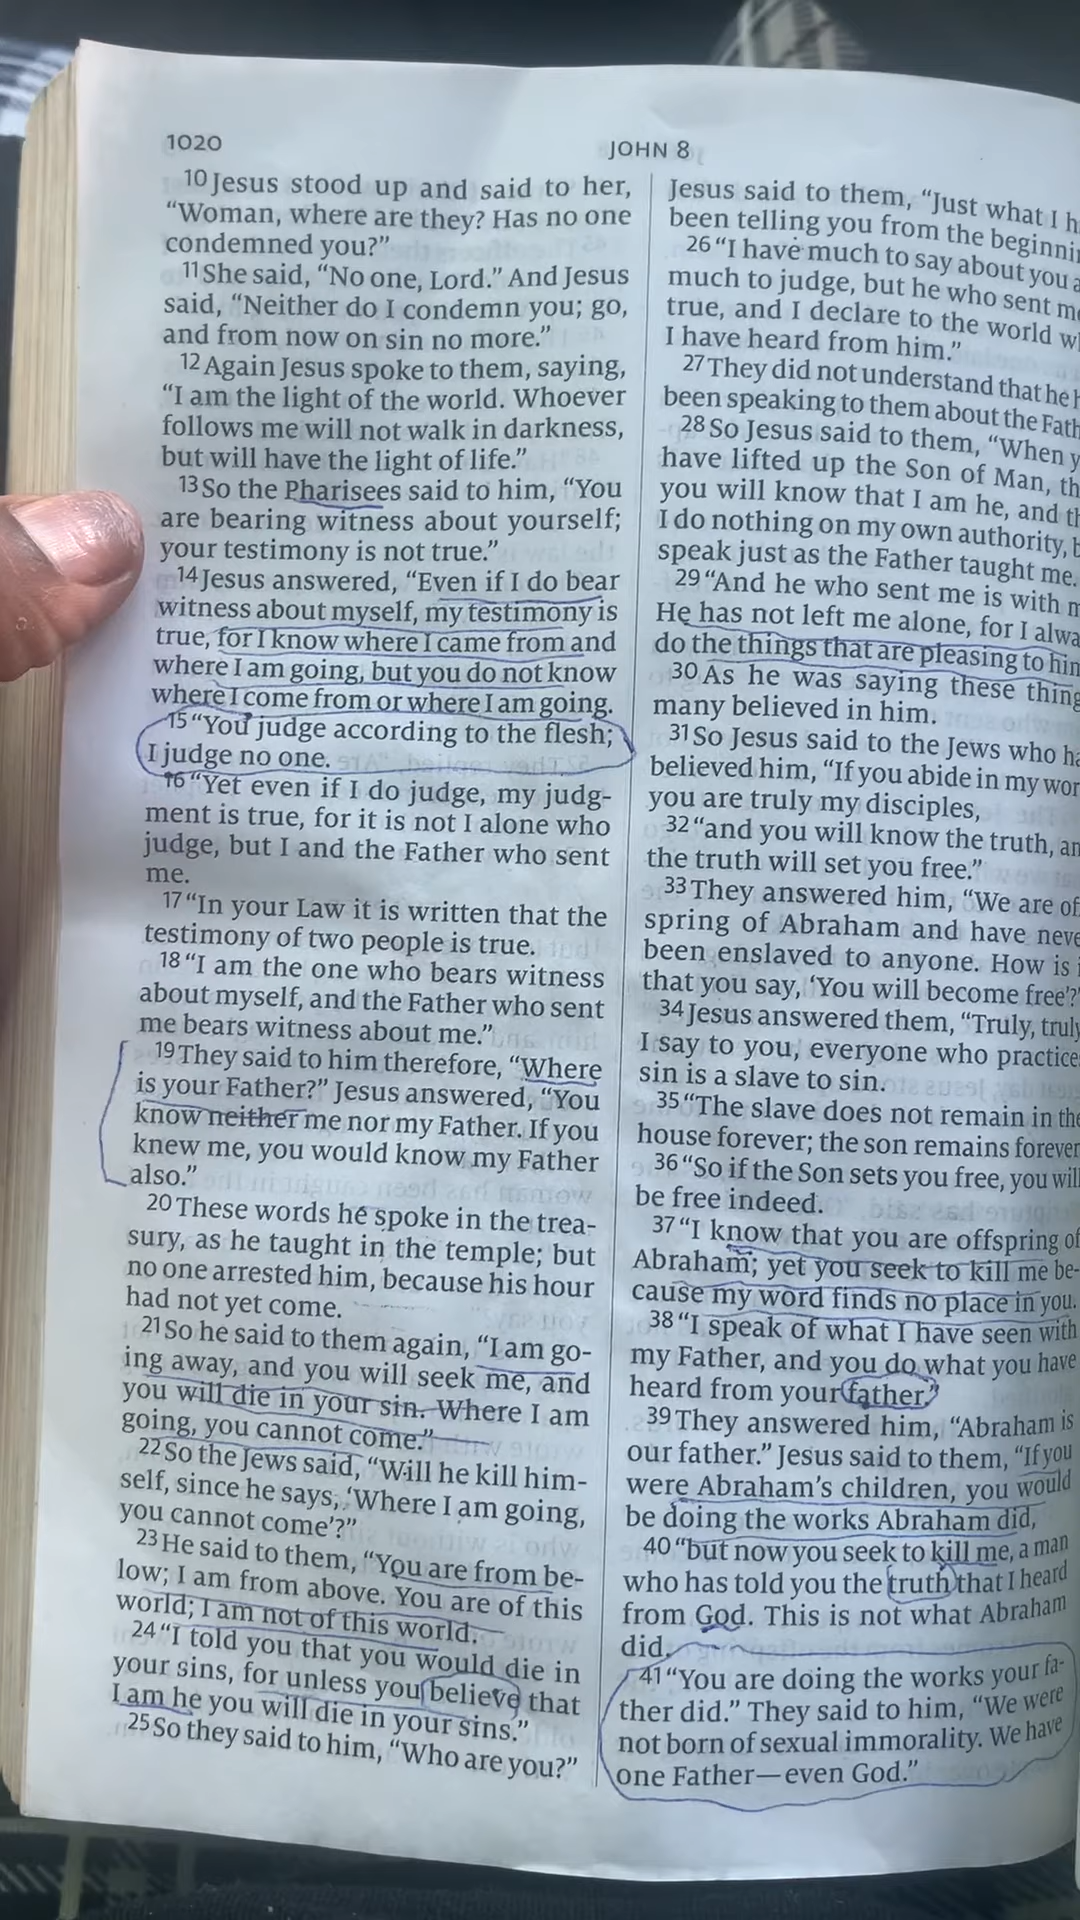 1020
JOHN 8
10 Jesus stood up and said to her,
“Woman, where are they? Has no one
condemned you?”
11 She said, “No one, Lord.” And Jesus
said, “Neither do I condemn you; go,
and from now on sin no more.”
12 Again Jesus spoke to them, saying,
“I am the light of the world. Whoever
follows me will not walk in darkness,
but will have the light of life.”
13 So the Pharisees said to him, “You
are bearing witness about yourself;
your testimony is not true.”
14 Jesus answered, “Even if I do bear
witness about myself, my testimony is
true, for I know where I came from and
where I am going, but you do not know
where I come from or where I am going.
15 “You judge according to the flesh;
I judge no one.
16 “Yet even if I do judge, my judg-
ment is true, for it is not I alone who
judge, but I and the Father who sent
me.
17 “In your Law it is written that the
testimony of two people is true.
18 “I am the one who bears witness
about myself, and the Father who sent
me bears witness about me.”
19 They said to him therefore, “Where
is your Father?” Jesus answered, “You
know neither me nor my Father. If you
knew me, you would know my Father
also.”
20 These words he spoke in the trea-
sury, as he taught in the temple; but
no one arrested him, because his hour
had not yet come.
21 So he said to them again, “I am go-
ing away, and you will seek me, and
you will die in your sin. Where I am
going, you cannot come.”
22 So the Jews said, “Will he kill him-
self, since he says, ‘Where I am going,
you cannot come’?”
23 He said to them, “You are from be-
low; I am from above. You are of this
world; I am not of this world.
24 “I told you that you would die in
your sins, for unless you believe that
I am he you will die in your sins.”
25 So they said to him, “Who are you?”
Jesus said to them, “Just what I
been telling you from the
26 “I have much to say about you
much to judge, but he who sent
true, and I declare to the world
I have heard from him.”
27 They did not understand that he
been speaking to them about the
28 So Jesus said to them, “When
have lifted up the Son of Man,
you will know that I am he, and
I do nothing on my own authority,
speak just as the Father taught me.
29 “And he who sent me is with
He has not left me alone, for I
do the things that are pleasing to
30 As he was saying these
many believed in him.
31 So Jesus said to the Jews who
believed him, “If you abide in my
you are truly my disciples,
32 “and you will know the truth,
the truth will set you free.”
33 They answered him, “We are
spring of Abraham and have
been enslaved to anyone. How is
that you say, ‘You will become free’?”
34 Jesus answered them, “Truly, truly
I say to you, everyone who
sin is a slave to sin.
35 “The slave does not remain in the
house forever; the son remains forever
36 “So if the Son sets you free, you will
be free indeed.
37 “I know that you are offspring of
Abraham; yet you seek to kill me be-
cause my word finds no place in you.
38 “I speak of what I have seen with
my Father, and you do what you have
heard from your father.”
39 They answered him, “Abraham is
our father.” Jesus said to them, “If you
were Abraham’s children, you would
be doing the works Abraham did,
40 “but now you seek to kill me, a man
who has told you the truth that I heard
from God. This is not what Abraham
did.
41 “You are doing the works your fa-
ther did.” They said to him, “We were
not born of sexual immorality. We have
one Father—even God.”